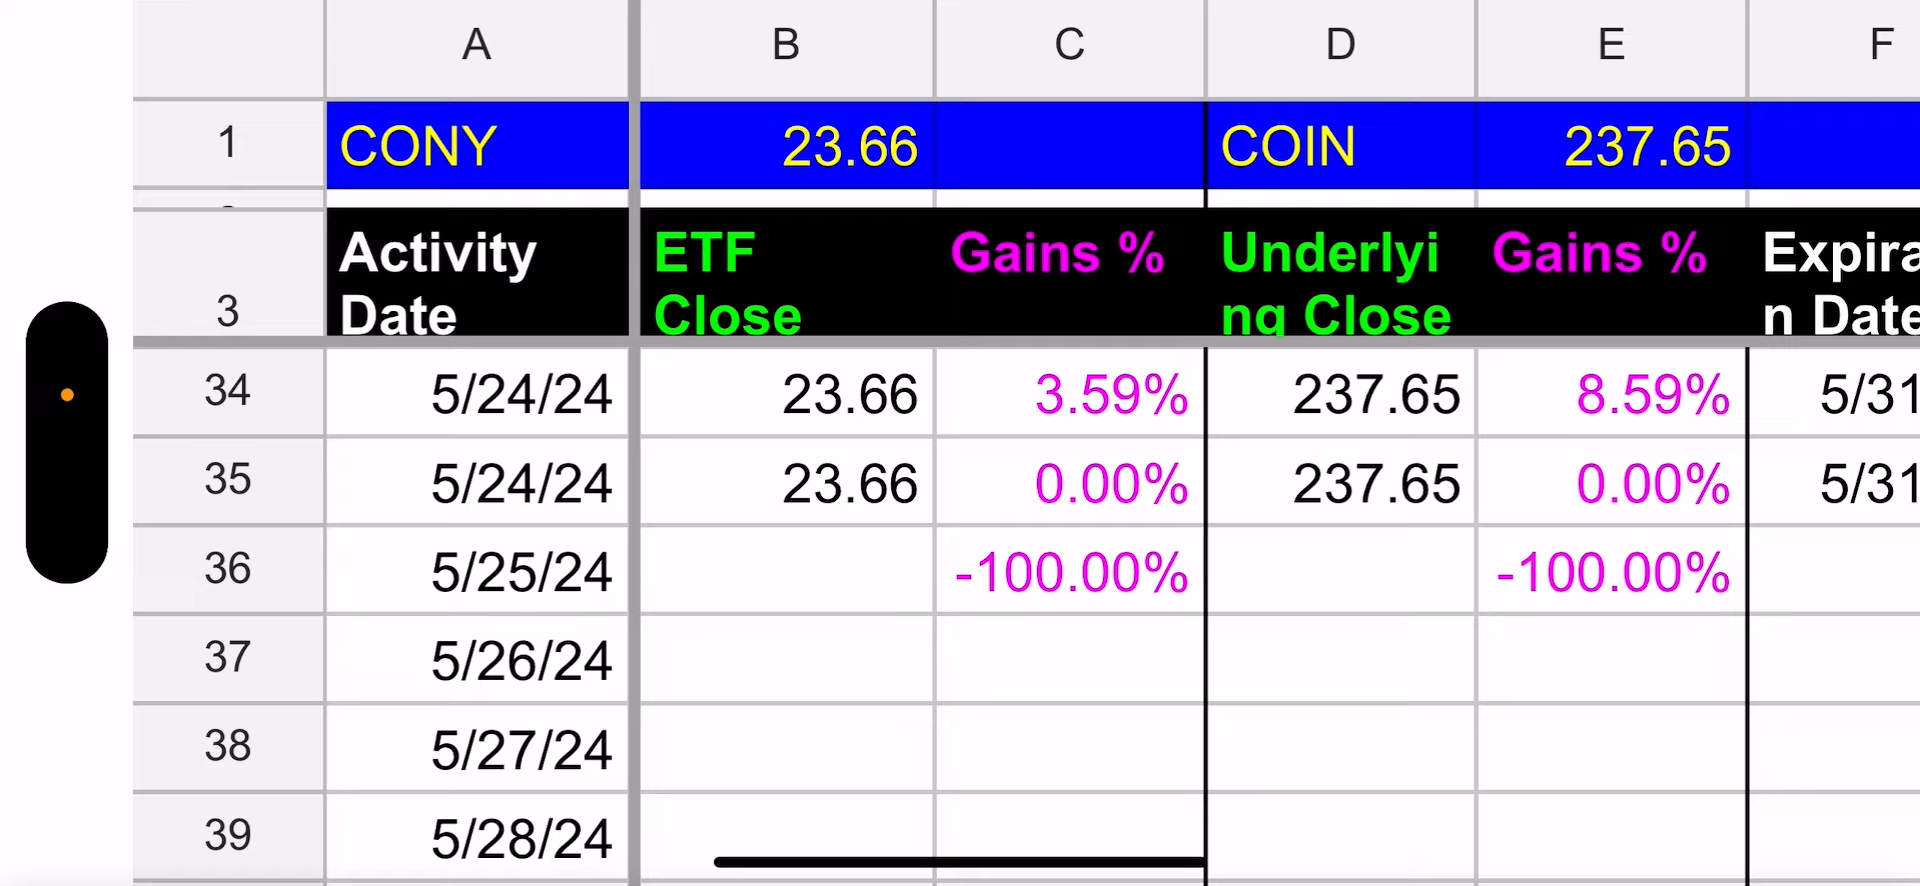 A B C D E F
1 CONY 23.66 COIN 237.65
3 Activity Date ETF Close Gains % Underlyi ng Close Gains % Expira n Date
34 5/24/24 23.66 3.59% 237.65 8.59% 5/31
35 5/24/24 23.66 0.00% 237.65 0.00% 5/31
36 5/25/24 -100.00% -100.00%
37 5/26/24
38 5/27/24
39 5/28/24